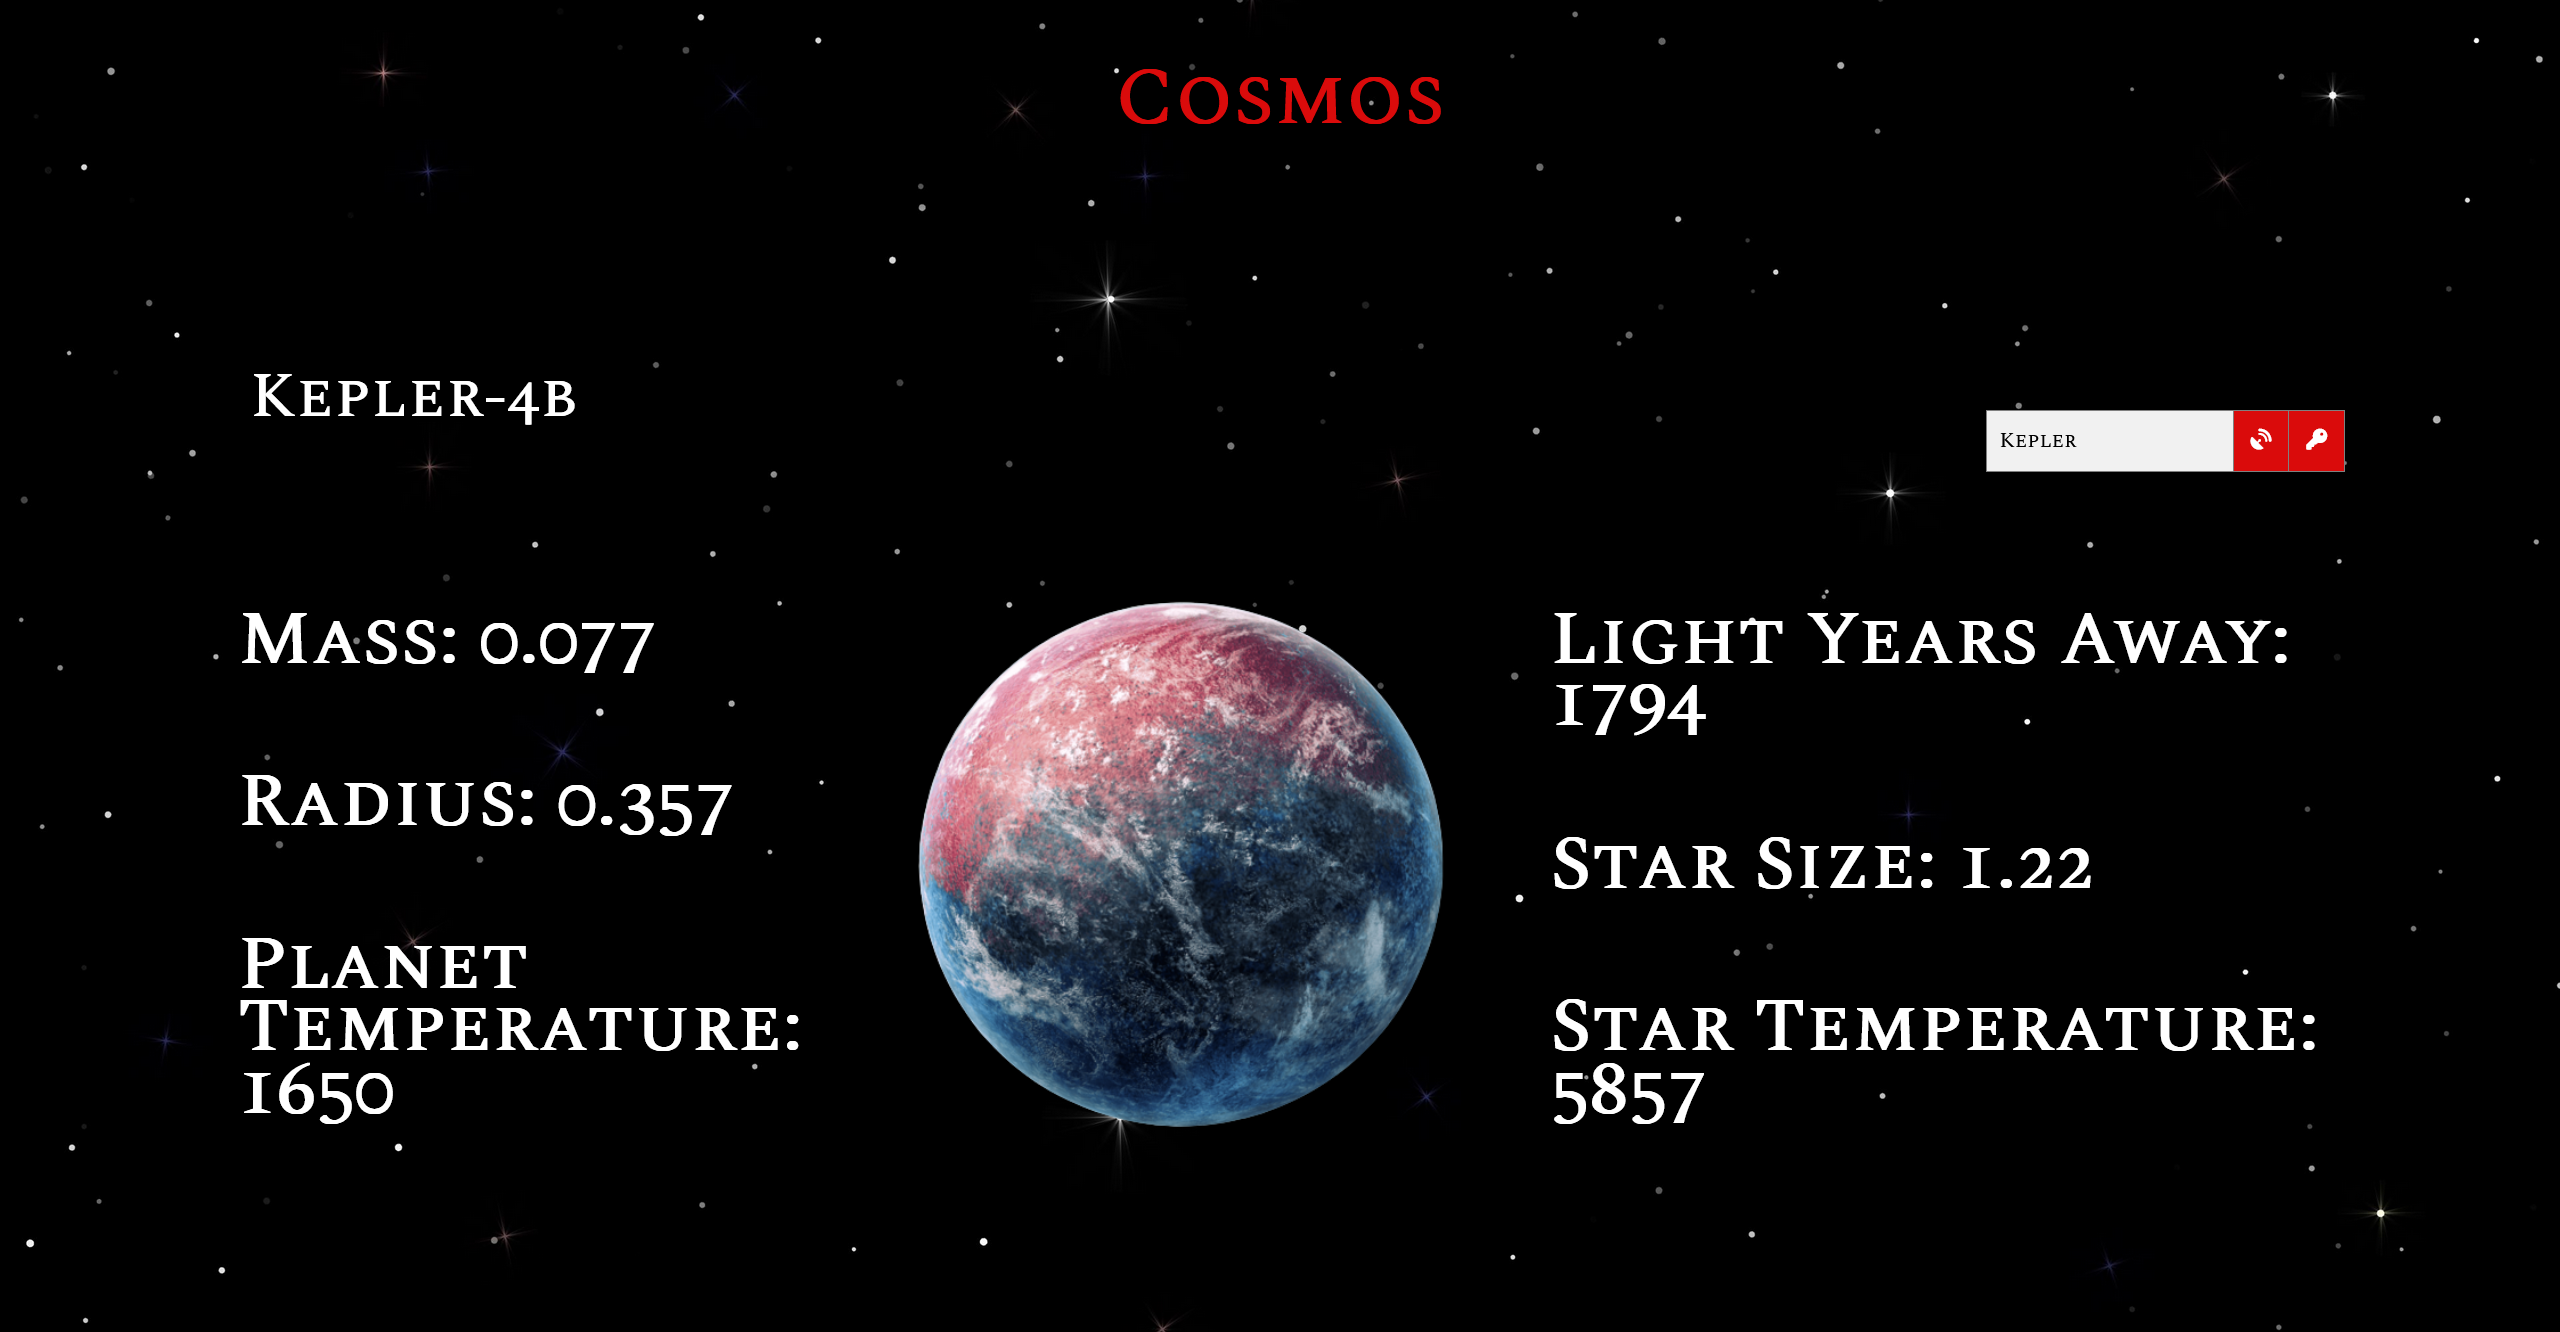 Cosmos
Kepler-4b
Kepler
Mass: 0.077
Radius: 0.357
Planet
Temperature:
1650
Light Years Away:
1794
Star Size: 1.22
Star Temperature:
5857